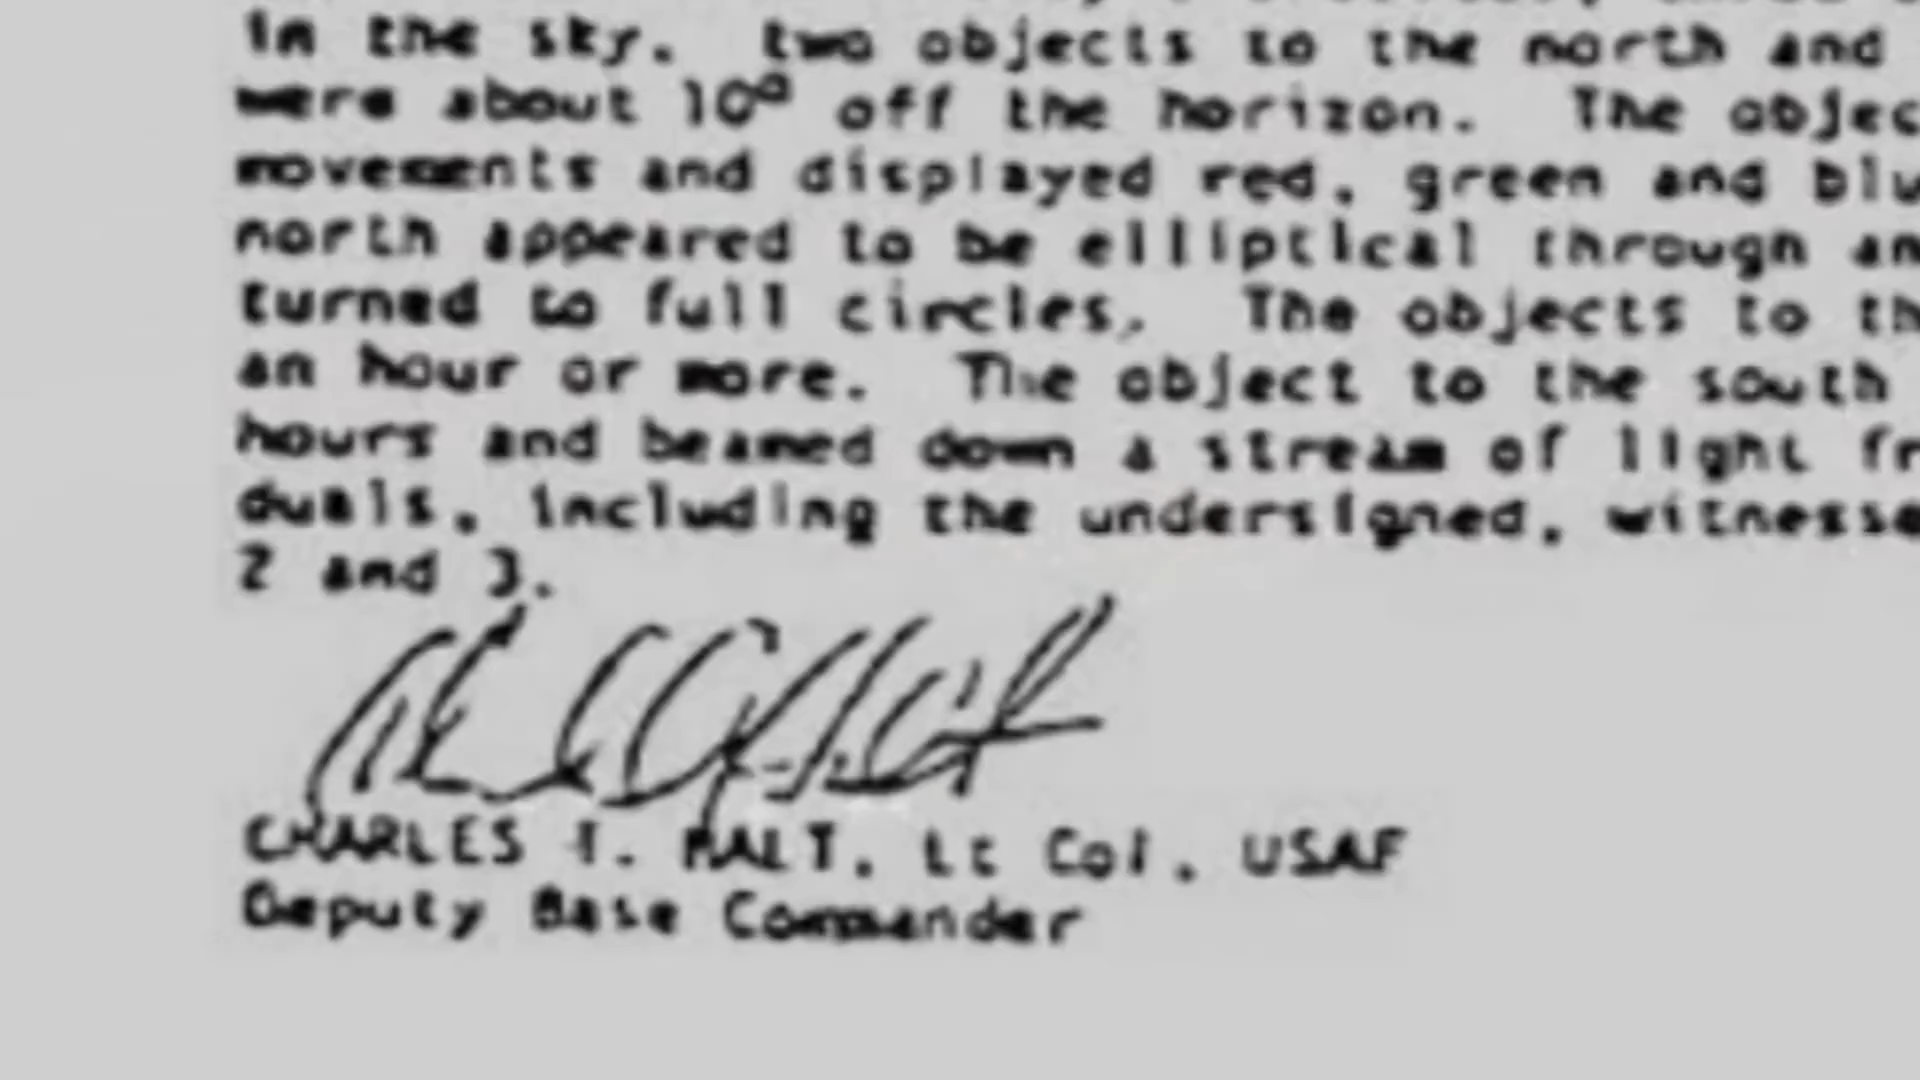 in the sky, two objects to the north and
were about 10° off the horizon. The objec
movements and displayed red, green and blu
north appeared to be elliptical through an
turned to full circles. The objects to th
an hour or more. The object to the south
hours and beamed down a stream of light fr
duals, including the undersigned, witnesse
2 and 3.
CHARLES I. HALT, Lt Col, USAF
Deputy Base Commander